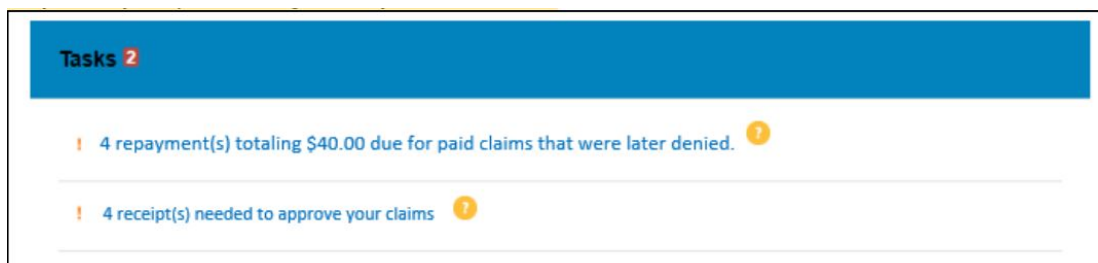 Tasks 2
! 4 repayment(s) totaling $40.00 due for paid claims that were later denied. ?
! 4 receipt(s) needed to approve your claims ?